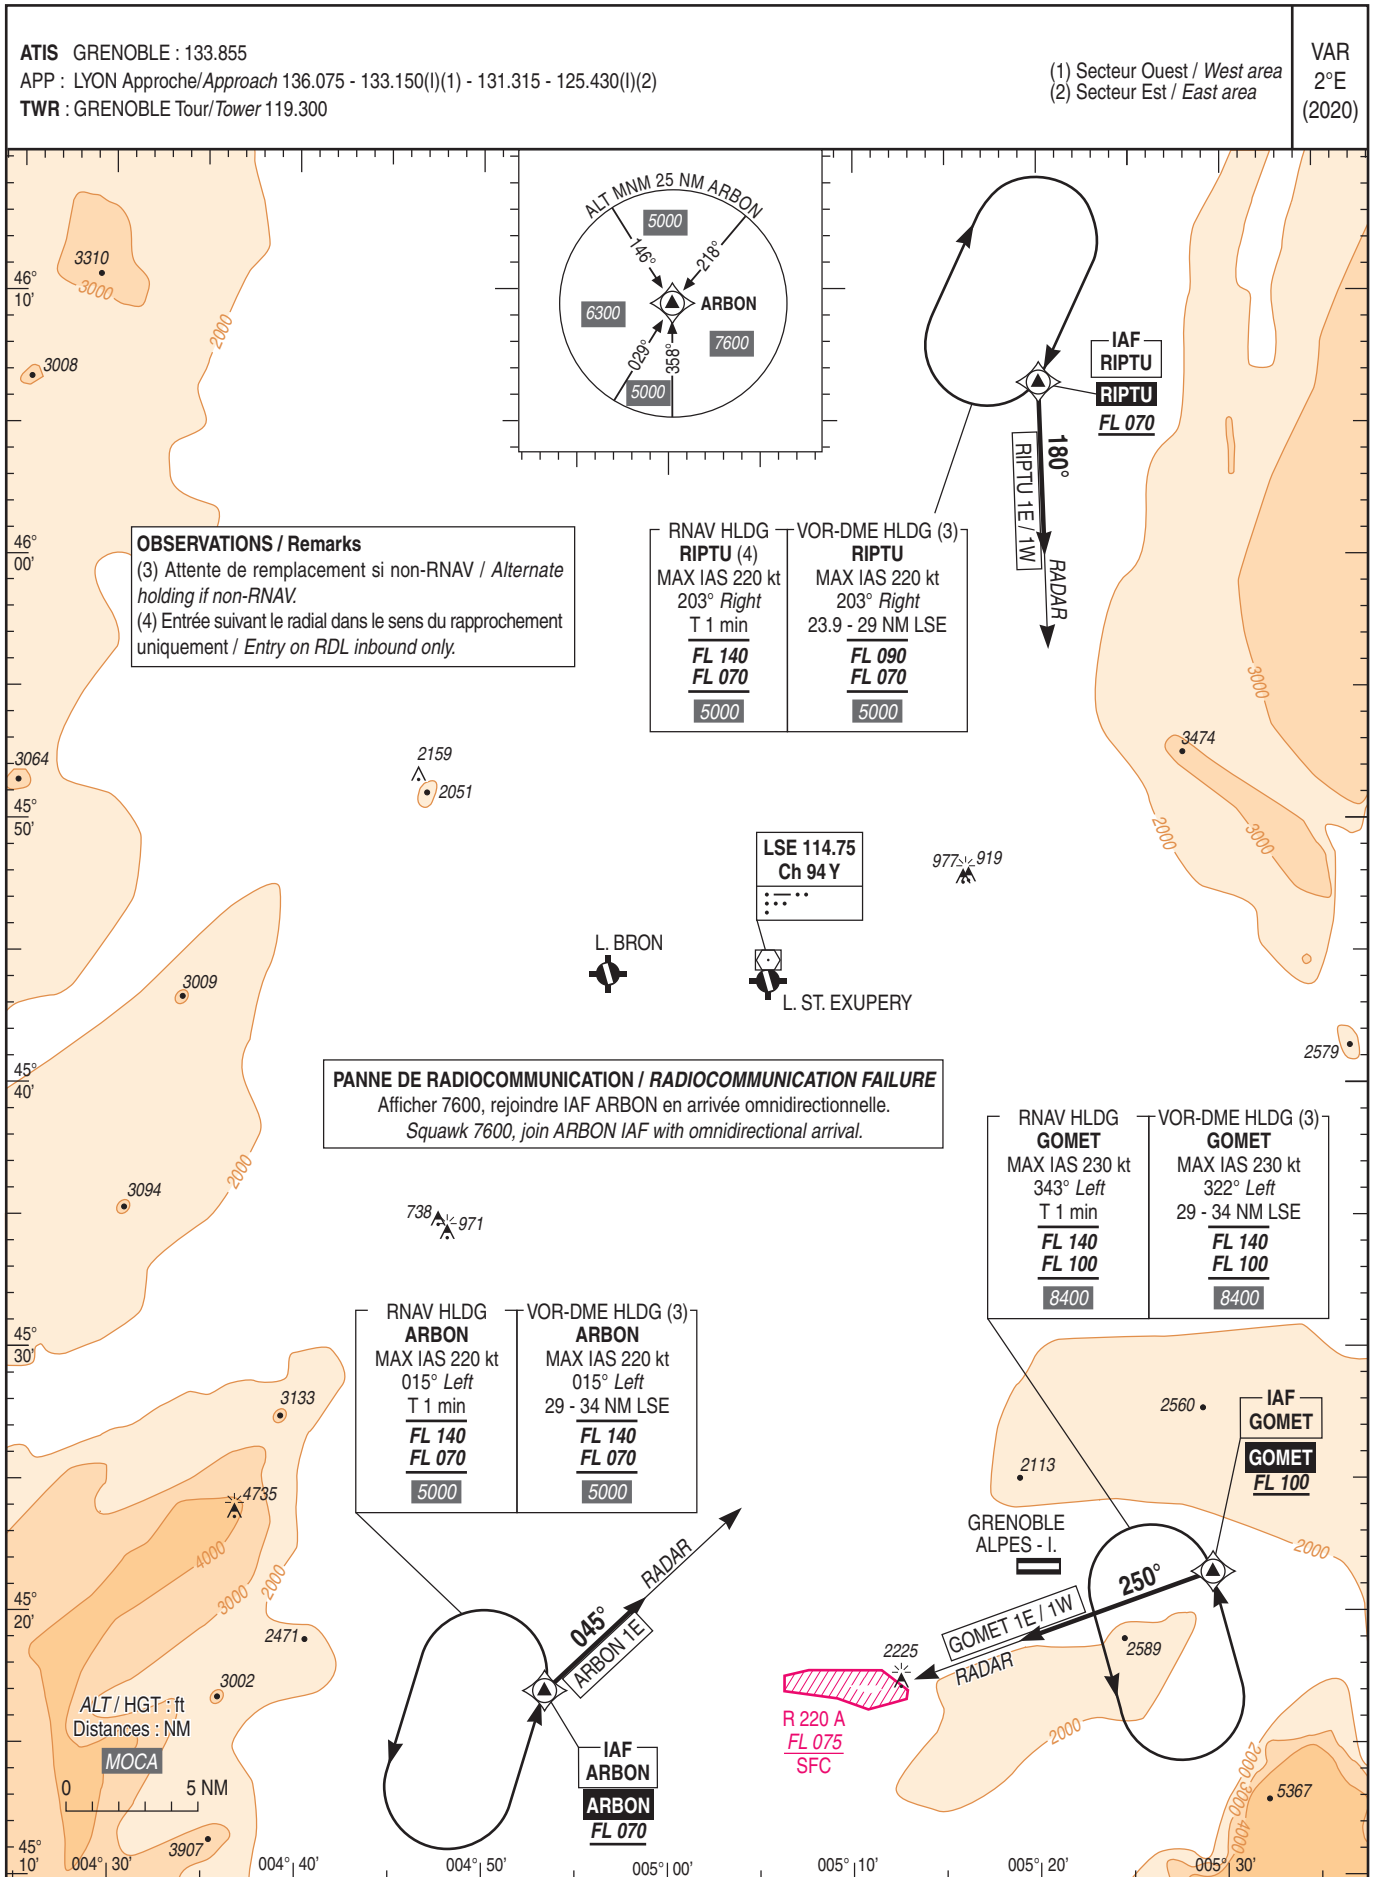 ATIS GRENOBLE : 133.855
APP : LYON Approche/Approach 136.075 - 133.150(I)(1) - 131.315 - 125.430(I)(2)
TWR : GRENOBLE Tour/Tower 119.300
(1) Secteur Ouest / West area
(2) Secteur Est / East area
VAR
2°E
(2020)
ALT MNM 25 NM ARBON
5000
146°
218°
ARBON
6300
7600
029°
358°
5000
3310
3000
46°
10'
2000
3008
IAF
RIPTU
RIPTU
FL 070
180°
RIPTU 1E / 1W
RADAR
46°
00'
OBSERVATIONS / Remarks
(3) Attente de remplacement si non-RNAV / Alternate
holding if non-RNAV.
(4) Entrée suivant le radial dans le sens du rapprochement
uniquement / Entry on RDL inbound only.
RNAV HLDG
RIPTU (4)
MAX IAS 220 kt
203° Right
T 1 min
FL 140
FL 070
5000
VOR-DME HLDG (3)
RIPTU
MAX IAS 220 kt
203° Right
23.9 - 29 NM LSE
FL 090
FL 070
5000
3000
3474
2000
3000
3064
2159
2051
45°
50'
LSE 114.75
Ch 94 Y
977
919
L. BRON
L. ST. EXUPERY
3009
2579
45°
40'
PANNE DE RADIOCOMMUNICATION / RADIOCOMMUNICATION FAILURE
Afficher 7600, rejoindre IAF ARBON en arrivée omnidirectionnelle.
Squawk 7600, join ARBON IAF with omnidirectional arrival.
2000
3094
738
971
RNAV HLDG
GOMET
MAX IAS 230 kt
343° Left
T 1 min
FL 140
FL 100
8400
VOR-DME HLDG (3)
GOMET
MAX IAS 230 kt
322° Left
29 - 34 NM LSE
FL 140
FL 100
8400
45°
30'
RNAV HLDG
ARBON
MAX IAS 220 kt
015° Left
T 1 min
FL 140
FL 070
5000
VOR-DME HLDG (3)
ARBON
MAX IAS 220 kt
015° Left
29 - 34 NM LSE
FL 140
FL 070
5000
3133
4735
4000
3000
2000
2560
2113
IAF
GOMET
GOMET
FL 100
GRENOBLE
ALPES - I.
2000
250°
GOMET 1E / 1W
RADAR
45°
20'
2471
3002
RADAR
045°
ARBON 1E
2225
2589
2000
R 220 A
FL 075
SFC
ALT / HGT : ft
Distances : NM
MOCA
0 5 NM
IAF
ARBON
ARBON
FL 070
2000
3000
4000
5367
3907
45°
10'
004° 30'
004° 40'
004° 50'
005° 00'
005° 10'
005° 20'
005° 30'